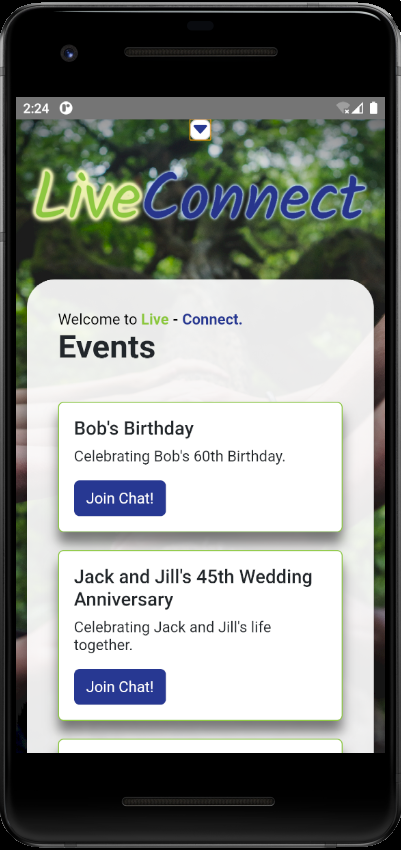 2:24
LiveConnect
Welcome to Live - Connect.
Events
Bob's Birthday
Celebrating Bob's 60th Birthday.
Join Chat!
Jack and Jill's 45th Wedding
Anniversary
Celebrating Jack and Jill's life
together.
Join Chat!